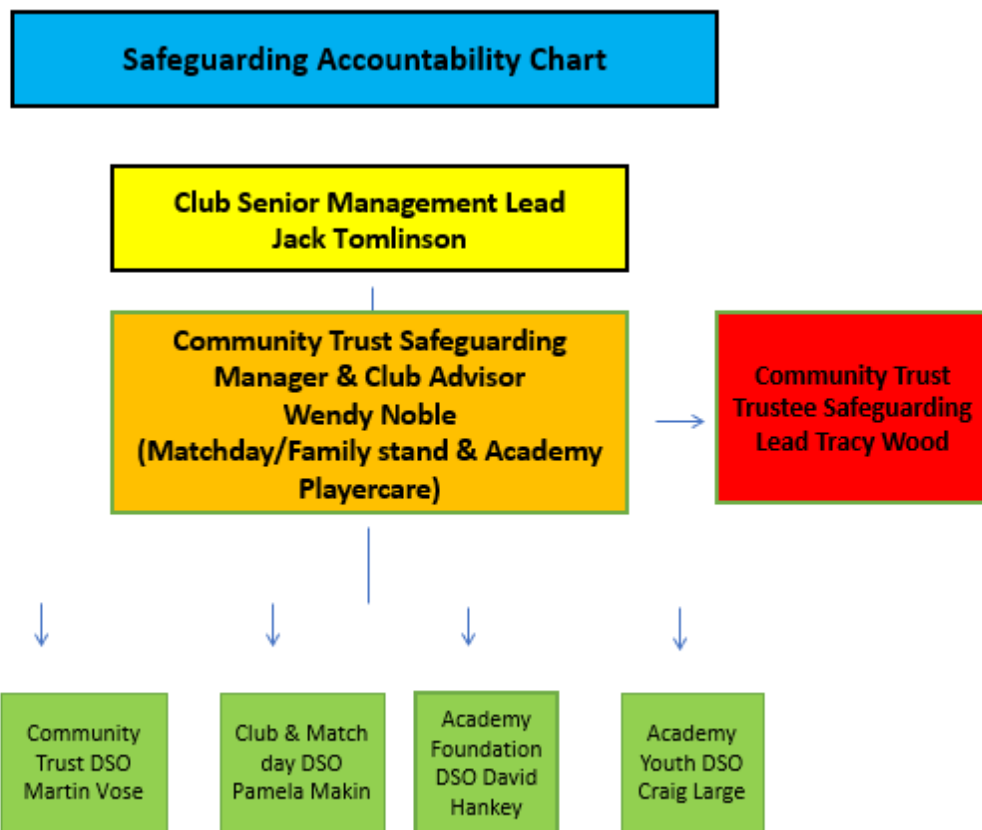 Safeguarding Accountability Chart
Club Senior Management Lead
Jack Tomlinson
Community Trust Safeguarding
Manager & Club Advisor
Wendy Noble
(Matchday/Family stand & Academy
Playercare)
Community Trust
Trustee Safeguarding
Lead Tracy Wood
Community
Trust DSO
Martin Vose
Club & Match
day DSO
Pamela Makin
Academy
Foundation
DSO David
Hankey
Academy
Youth DSO
Craig Large